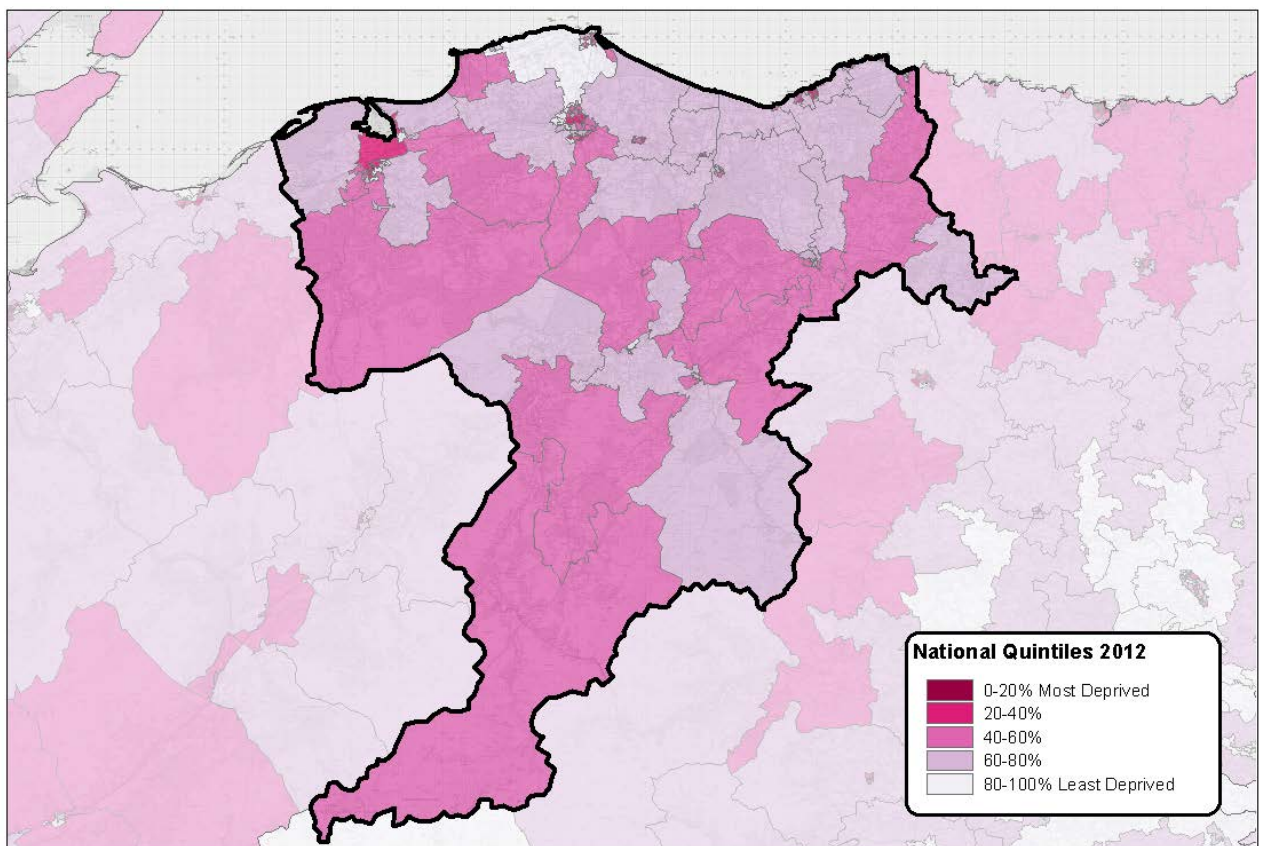 National Quintiles 2012
0-20% Most Deprived
20-40%
40-60%
60-80%
80-100% Least Deprived